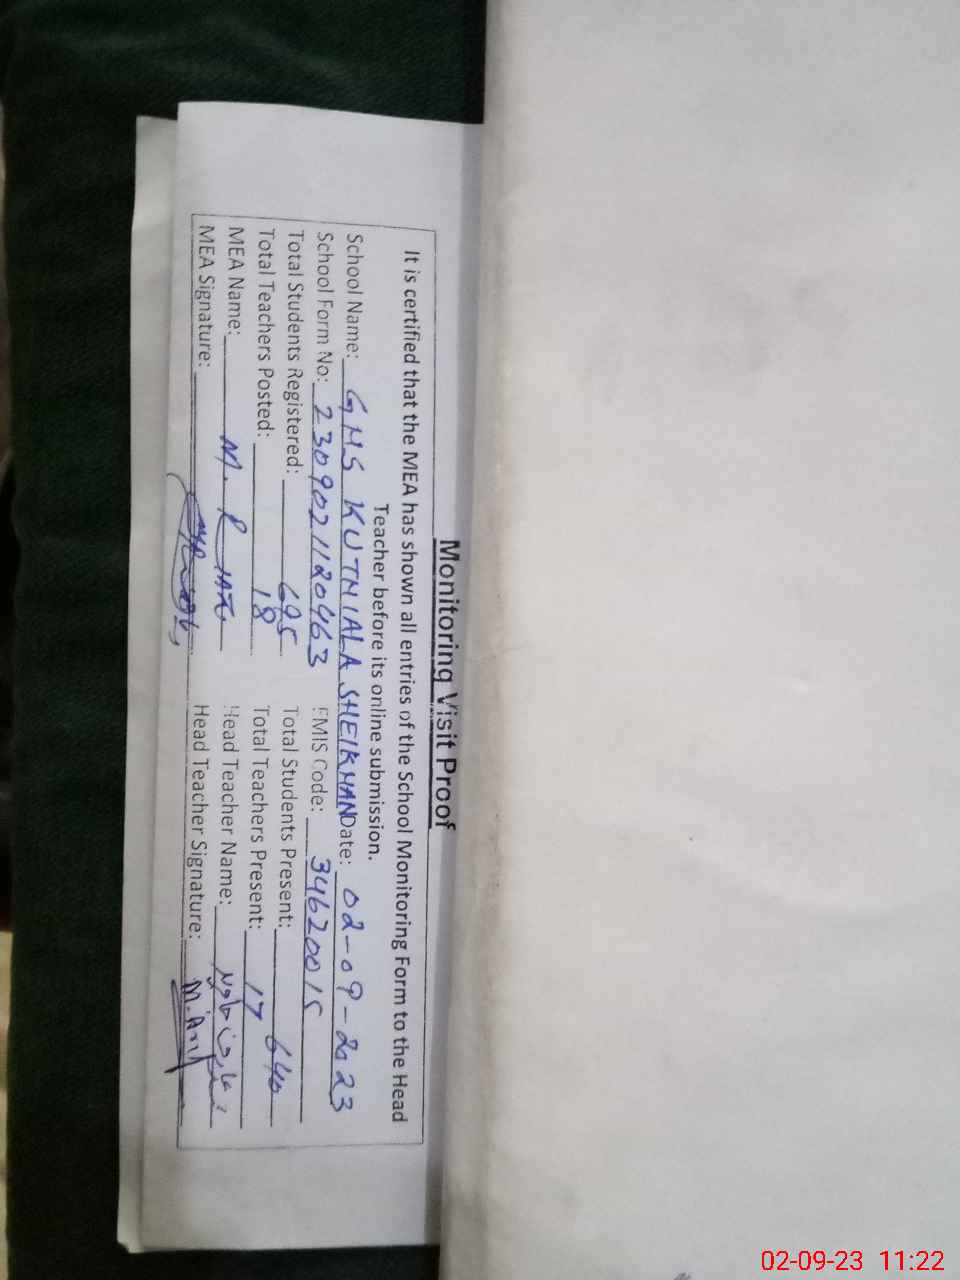 Monitoring Visit Proof
It is certified that the MEA has shown all entries of the School Monitoring Form to the Head
Teacher before its online submission.
School Name: GHS KUTHIALA SHEIKHAN Date: 02-09-2023
School Form No: 2309021120463 EMIS Code: 34620015
Total Students Registered: 695 Total Students Present: 640
Total Teachers Posted: 18 Total Teachers Present: 17
MEA Name: M. R Head Teacher Name:
MEA Signature: Head Teacher Signature: M. Arif
02-09-23 11:22